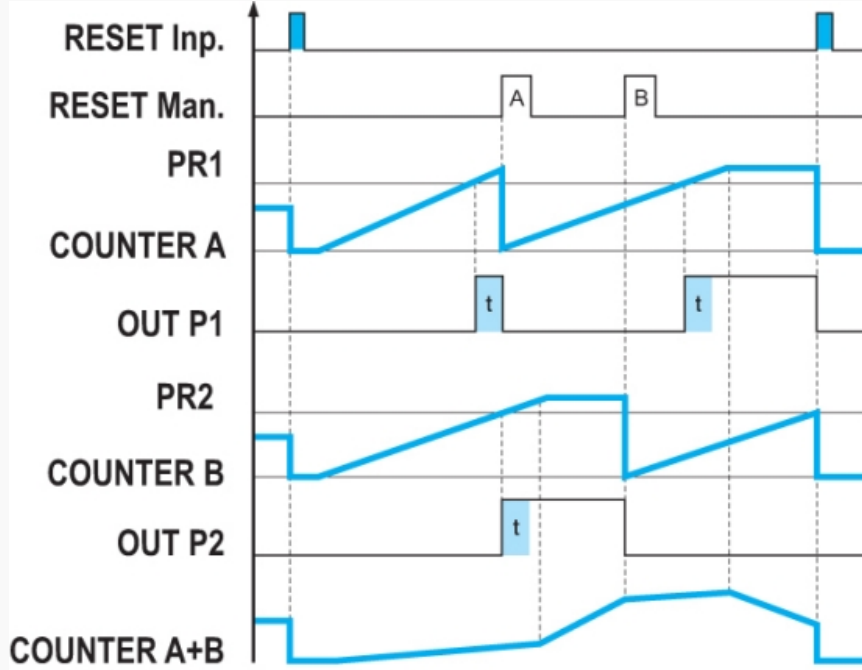 RESET Inp.
RESET Man.
A
B
PR1
COUNTER A
OUT P1
t
t
PR2
COUNTER B
OUT P2
t
COUNTER A+B